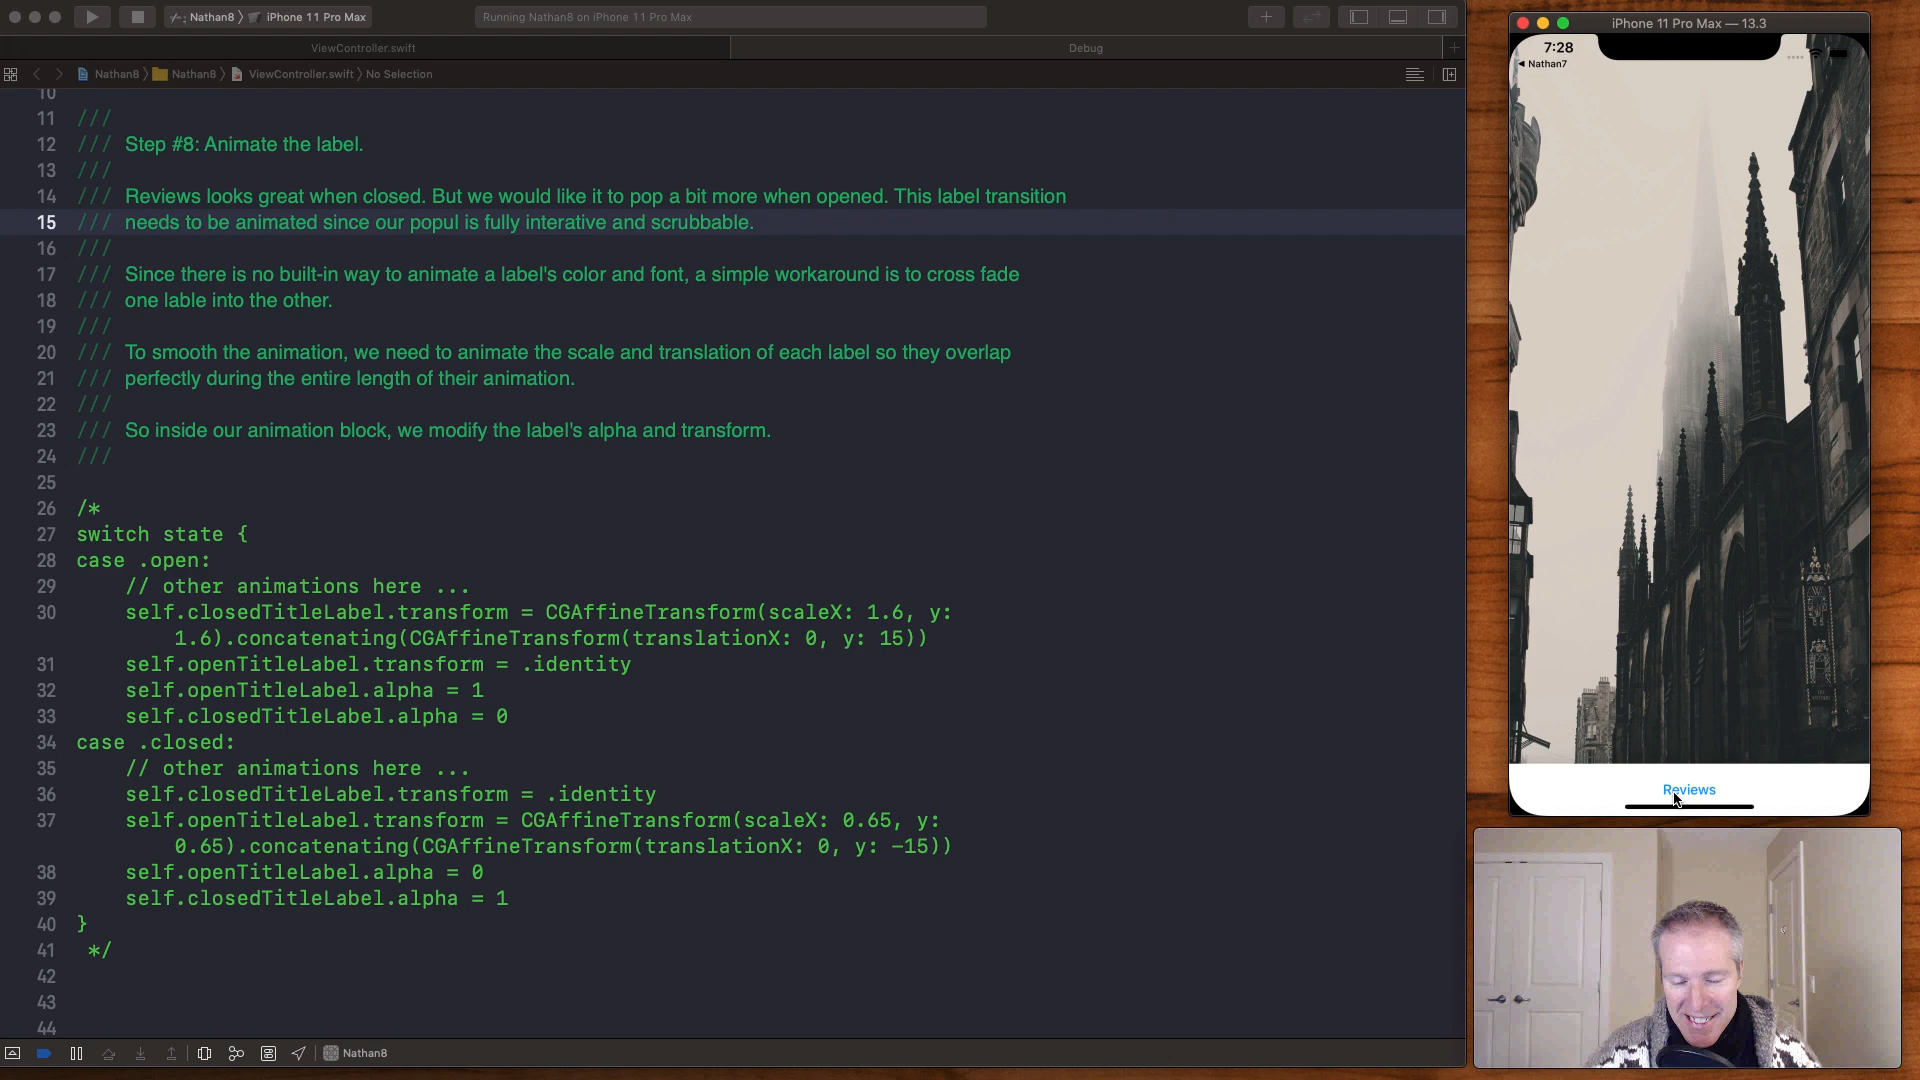 Nathan8 〉 iPhone 11 Pro Max
Running Nathan8 on iPhone 11 Pro Max
ViewController.swift
Debug
Nathan8 〉 Nathan8 〉 ViewController.swift 〉 No Selection
10
11 ///
12 /// Step #8: Animate the label.
13 ///
14 /// Reviews looks great when closed. But we would like it to pop a bit more when opened. This label transition
15 /// needs to be animated since our popul is fully interative and scrubbable.
16 ///
17 /// Since there is no built-in way to animate a label's color and font, a simple workaround is to cross fade
18 /// one lable into the other.
19 ///
20 /// To smooth the animation, we need to animate the scale and translation of each label so they overlap
21 /// perfectly during the entire length of their animation.
22 ///
23 /// So inside our animation block, we modify the label's alpha and transform.
24 ///
25
26 /*
27 switch state {
28 case .open:
29 // other animations here ...
30 self.closedTitleLabel.transform = CGAffineTransform(scaleX: 1.6, y:
1.6).concatenating(CGAffineTransform(translationX: 0, y: 15))
31 self.openTitleLabel.transform = .identity
32 self.openTitleLabel.alpha = 1
33 self.closedTitleLabel.alpha = 0
34 case .closed:
35 // other animations here ...
36 self.closedTitleLabel.transform = .identity
37 self.openTitleLabel.transform = CGAffineTransform(scaleX: 0.65, y:
0.65).concatenating(CGAffineTransform(translationX: 0, y: -15))
38 self.openTitleLabel.alpha = 0
39 self.closedTitleLabel.alpha = 1
40 }
41 */
42
43
44
Nathan8
iPhone 11 Pro Max — 13.3
7:28
Nathan7
Reviews